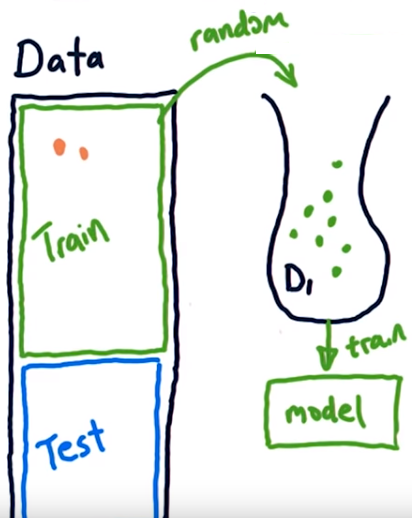 Data
random
Train
D1
train
model
Test